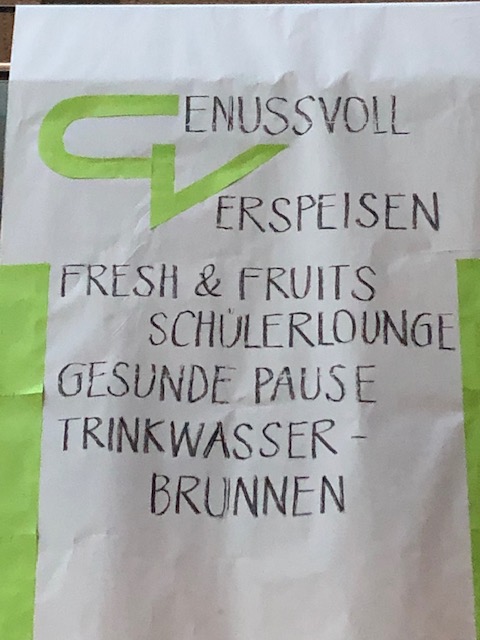 GENUSSVOLL
VERSPEISEN
FRESH & FRUITS
SCHÜLERLOUNGE
GESUNDE PAUSE
TRINKWASSER-
BRUNNEN